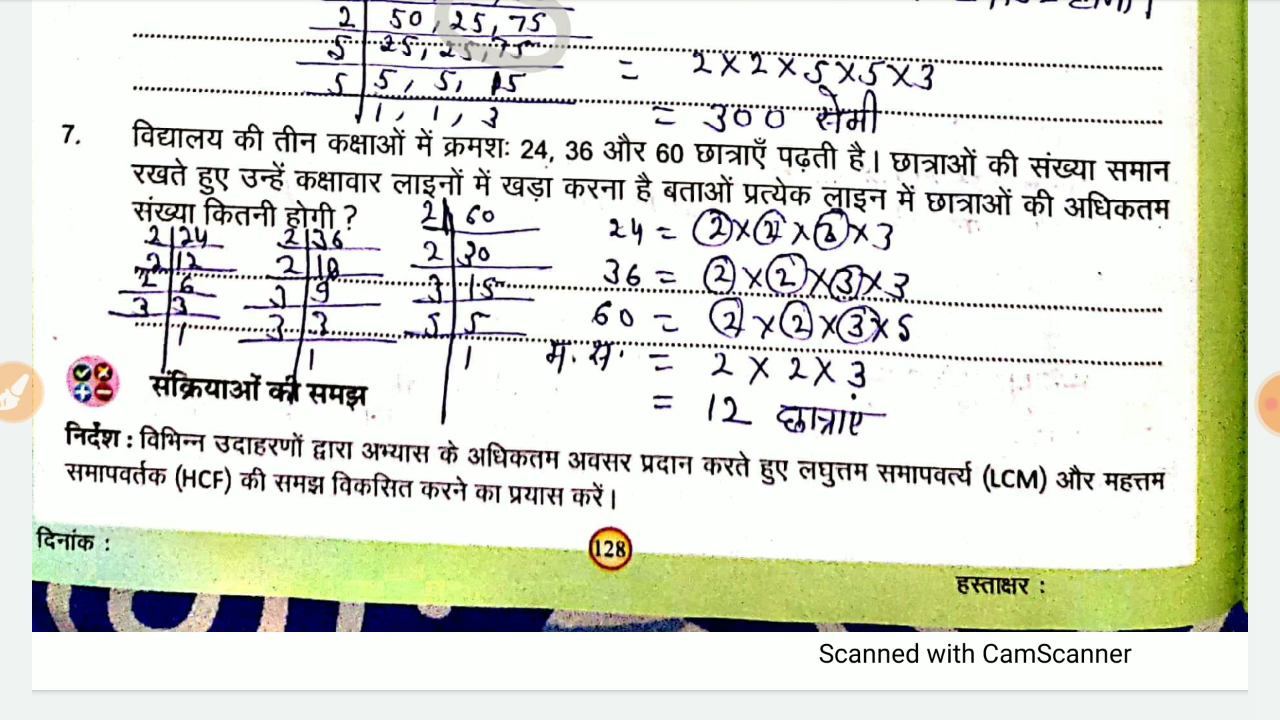 2 | 50, 25, 75
5 | 25, 25, 75
5 | 5, 5, 15
1, 1, 3
= 2×2×5×5×3
= 300 सेमी
7. विद्यालय की तीन कक्षाओं में क्रमशः 24, 36 और 60 छात्राएँ पढ़ती है। छात्राओं की संख्या समान
रखते हुए उन्हें कक्षावार लाइनों में खड़ा करना है बताओं प्रत्येक लाइन में छात्राओं की अधिकतम
संख्या कितनी होगी ?
2 | 24
2 | 12
2 | 6
3 | 3
1
2 | 36
2 | 18
3 | 9
3 | 3
1
2 | 60
2 | 30
3 | 15
5 | 5
1
24 = 2×2×2×3
36 = 2×2×3×3
60 = 2×2×3×5
म. स. = 2×2×3
= 12 छात्राएं
संक्रियाओं की समझ
निर्देश : विभिन्न उदाहरणों द्वारा अभ्यास के अधिकतम अवसर प्रदान करते हुए लघुत्तम समापवर्त्य (LCM) और महत्तम
समापवर्तक (HCF) की समझ विकसित करने का प्रयास करें।
दिनांक :
128
हस्ताक्षर :
Scanned with CamScanner